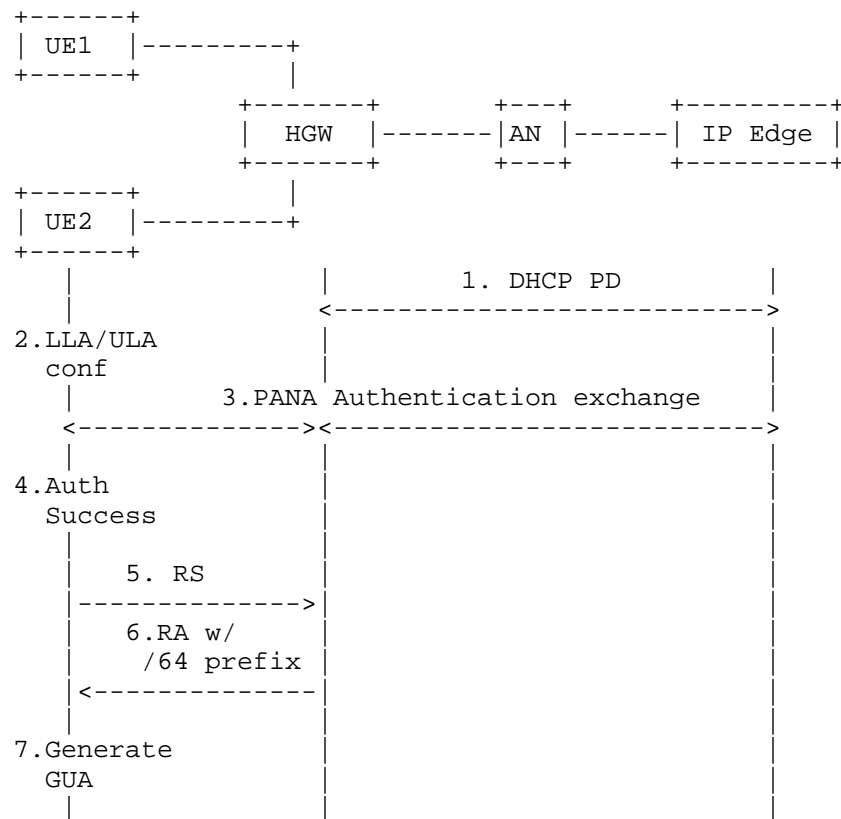 UE1
HGW AN IP Edge
UE2
1. DHCP PD
2.LLA/ULA
conf
3.PANA Authentication exchange
4.Auth
Success
5. RS
6.RA w/
/64 prefix
7.Generate
GUA